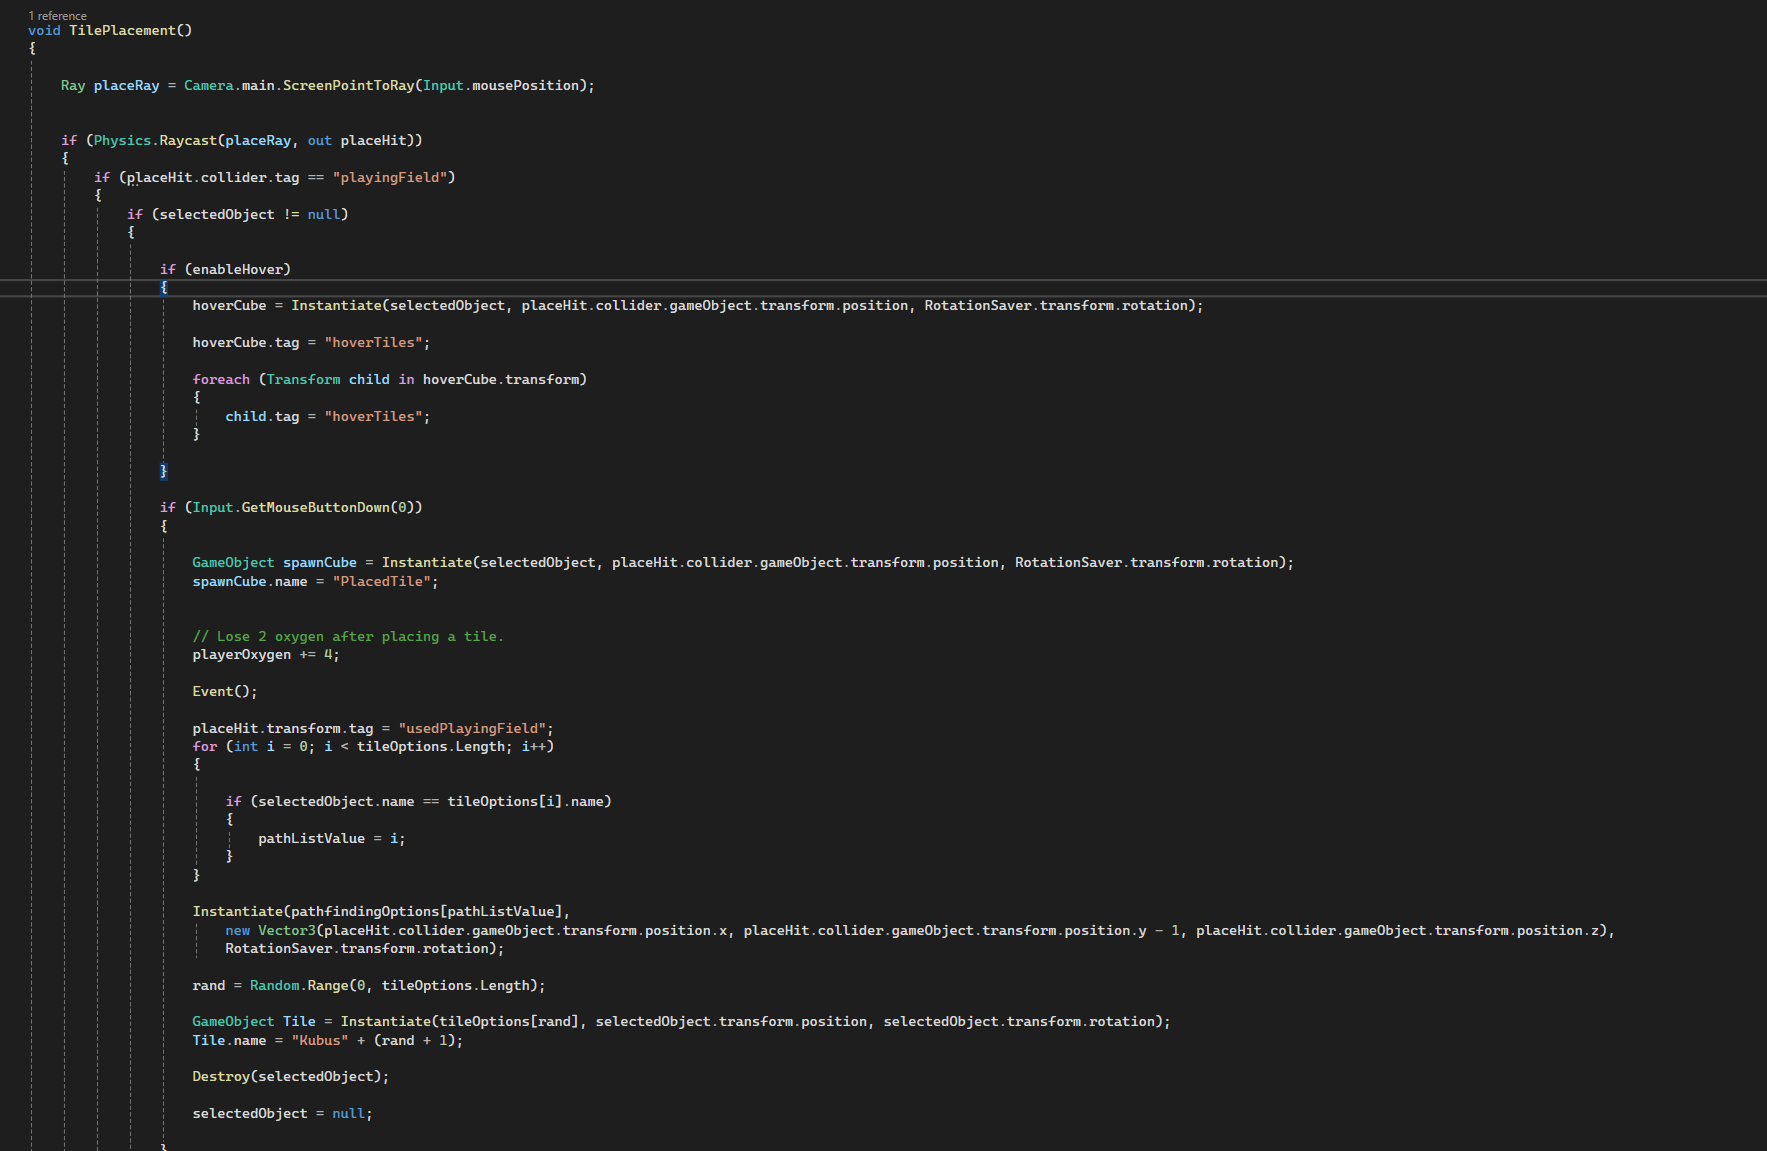 1 reference
void TilePlacement()
{
Ray placeRay = Camera.main.ScreenPointToRay(Input.mousePosition);
if (Physics.Raycast(placeRay, out placeHit))
{
if (placeHit.collider.tag == "playingField")
{
if (selectedObject != null)
{
if (enableHover)
{
hoverCube = Instantiate(selectedObject, placeHit.collider.gameObject.transform.position, RotationSaver.transform.rotation);
hoverCube.tag = "hoverTiles";
foreach (Transform child in hoverCube.transform)
{
child.tag = "hoverTiles";
}
}
if (Input.GetMouseButtonDown(0))
{
GameObject spawnCube = Instantiate(selectedObject, placeHit.collider.gameObject.transform.position, RotationSaver.transform.rotation);
spawnCube.name = "PlacedTile";
// Lose 2 oxygen after placing a tile.
playerOxygen += 4;
Event();
placeHit.transform.tag = "usedPlayingField";
for (int i = 0; i < tileOptions.Length; i++)
{
if (selectedObject.name == tileOptions[i].name)
{
pathListValue = i;
}
}
Instantiate(pathfindingOptions[pathListValue],
new Vector3(placeHit.collider.gameObject.transform.position.x, placeHit.collider.gameObject.transform.position.y - 1, placeHit.collider.gameObject.transform.position.z),
RotationSaver.transform.rotation);
rand = Random.Range(0, tileOptions.Length);
GameObject Tile = Instantiate(tileOptions[rand], selectedObject.transform.position, selectedObject.transform.rotation);
Tile.name = "Kubus" + (rand + 1);
Destroy(selectedObject);
selectedObject = null;
}